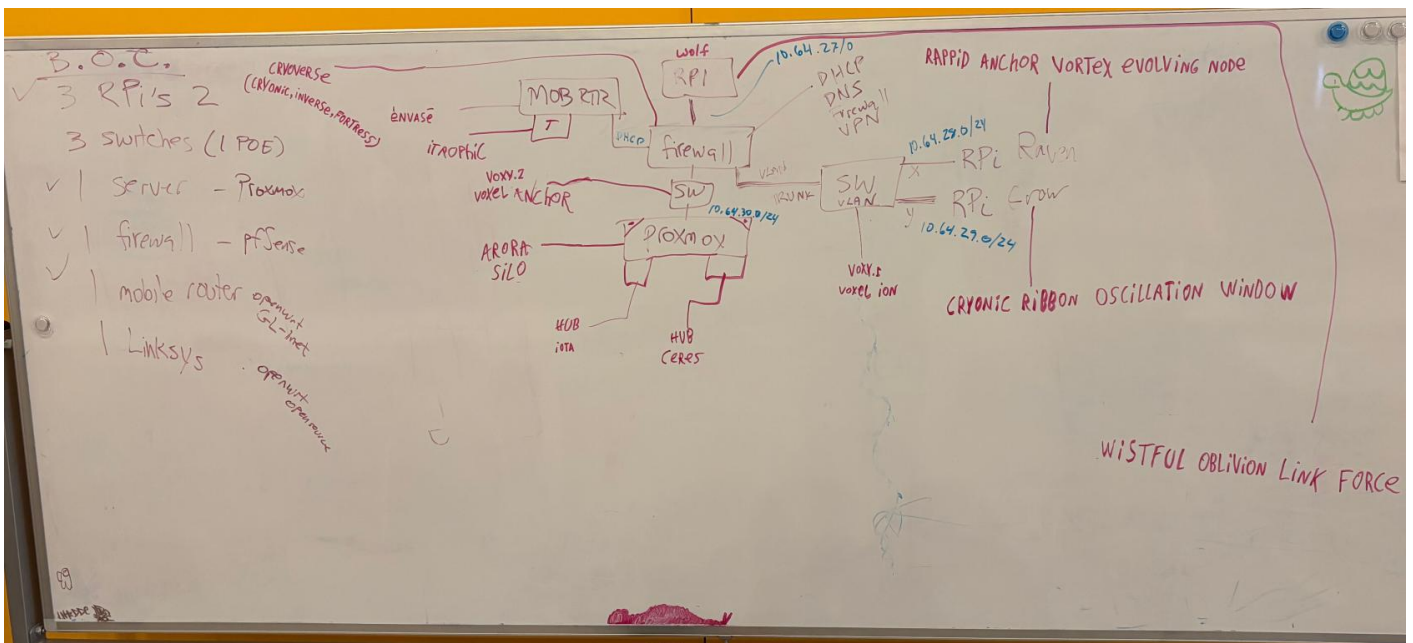 B.O.C.
3 RPi's 2
3 switches (1 POE)
1 server - Proxmox
1 firewall - pfSense
1 mobile router openwrt
GL-inet
1 Linksys
openwrt
CRYOVERSE
(CRYONIC, INVERSE, FORTRESS)
ENVASE
ITROPHIC
MOB RTR
T
DHCP
wolf
RPI
10.64.27/0
firewall
DHCP
DNS
firewall
VPN
VOXY.2
VOXEL ANCHOR
SW
10.64.30.0/24
PROXMOX
ARORA
SILO
HUB
IOTA
HUB
CERES
VLAN
TRUNK
SW
VLAN
VOXEL ION
10.64.28.0/24
X
RPi Raven
RPi Crow
y
10.64.29.0/24
RAPPID ANCHOR VORTEX EVOLVING NODE
CRYONIC RIBBON OSCILLATION WINDOW
WISTFUL OBLIVION LINK FORCE